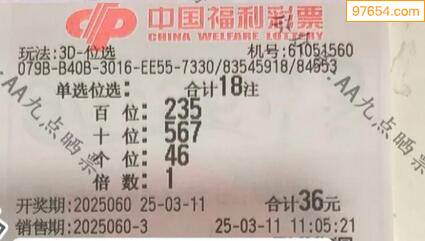 97654.com
中国福利彩票
CHINA WELFARE LOTTERY
玩法:3D-位选 机号:61051560
079B-B40B-3016-EE55-7330/83545918/84553
单选位选: 合计18注
百 位: 235
十 位: 567
个 位: 46
倍 数: 1
开奖期:2025060 25-03-11 合计36元
销售期:2025060-3 25-03-11 11:05:21
AA九点晒票
AA九点晒票